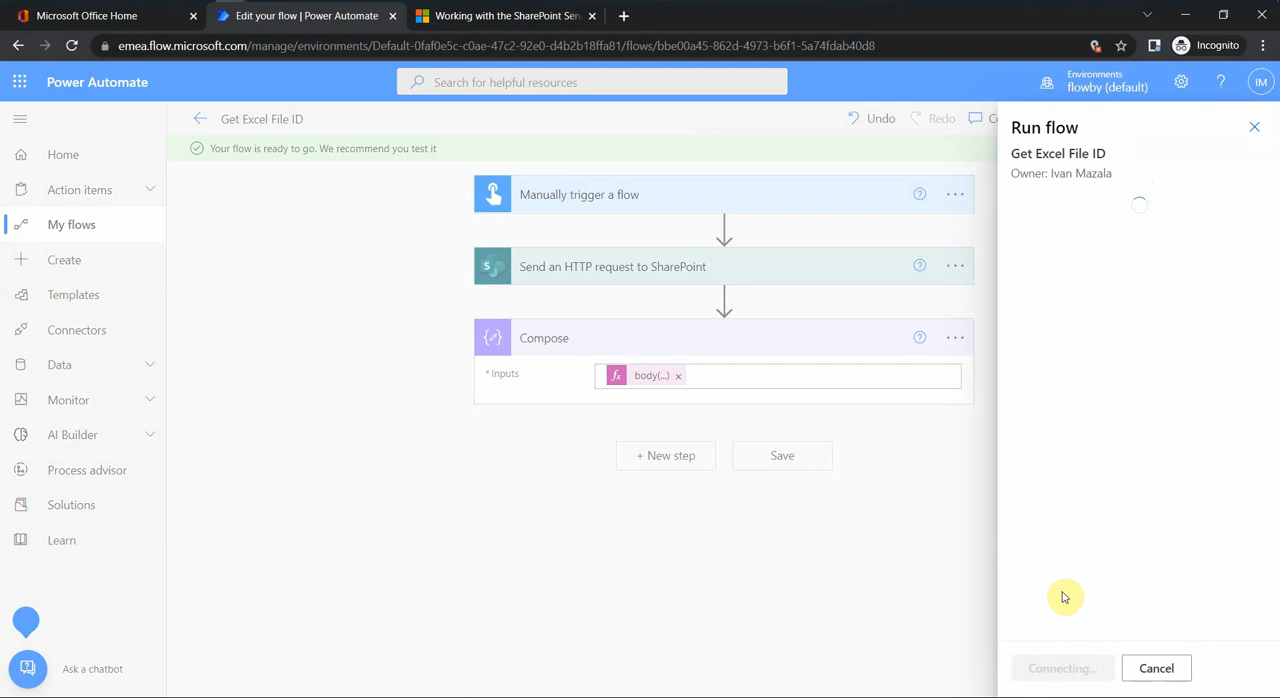 Microsoft Office Home
Edit your flow | Power Automate
Working with the SharePoint Sen
emea.flow.microsoft.com/manage/environments/Default-0faf0e5c-c0ae-47c2-92e0-d4b2b18ffa81/flows/bbe00a45-862d-4973-b6f1-5a74fdab40d8
Incognito
Power Automate
Search for helpful resources
Environments
flowby (default)
IM
Get Excel File ID
Undo
Redo
Your flow is ready to go. We recommend you test it
Home
Action items
My flows
Create
Templates
Connectors
Data
Monitor
AI Builder
Process advisor
Solutions
Learn
Ask a chatbot
Manually trigger a flow
Send an HTTP request to SharePoint
Compose
* Inputs
fx body(...)
+ New step
Save
Run flow
Get Excel File ID
Owner: Ivan Mazala
Connecting...
Cancel